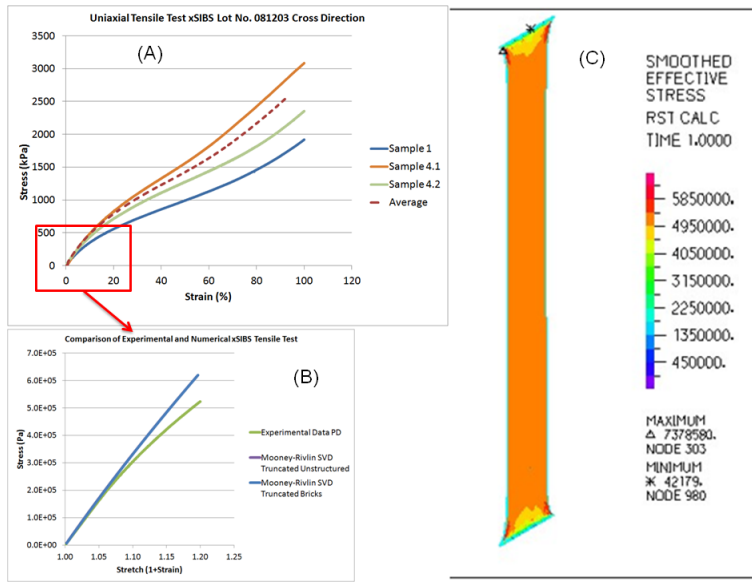 Uniaxial Tensile Test xSIBS Lot No. 081203 Cross Direction
(A)
3500
3000
2500
2000
1500
1000
500
0
Stress (kPa)
0 20 40 60 80 100 120
Strain (%)
Sample 1
Sample 4.1
Sample 4.2
Average
Comparison of Experimental and Numerical xSIBS Tensile Test
(B)
7.0E+05
6.0E+05
5.0E+05
4.0E+05
3.0E+05
2.0E+05
1.0E+05
0.0E+00
Stress (Pa)
1.00 1.05 1.10 1.15 1.20 1.25
Stretch (1+Strain)
Experimental Data PD
Mooney-Rivlin SVD
Truncated Unstructured
Mooney-Rivlin SVD
Truncated Bricks
(C)
SMOOTHED
EFFECTIVE
STRESS
RST CALC
TIME 1.0000
5850000.
4950000.
4050000.
3150000.
2250000.
1350000.
450000.
MAXIMUM
△ 7378580.
NODE 303
MINIMUM
✳ 42179.
NODE 980